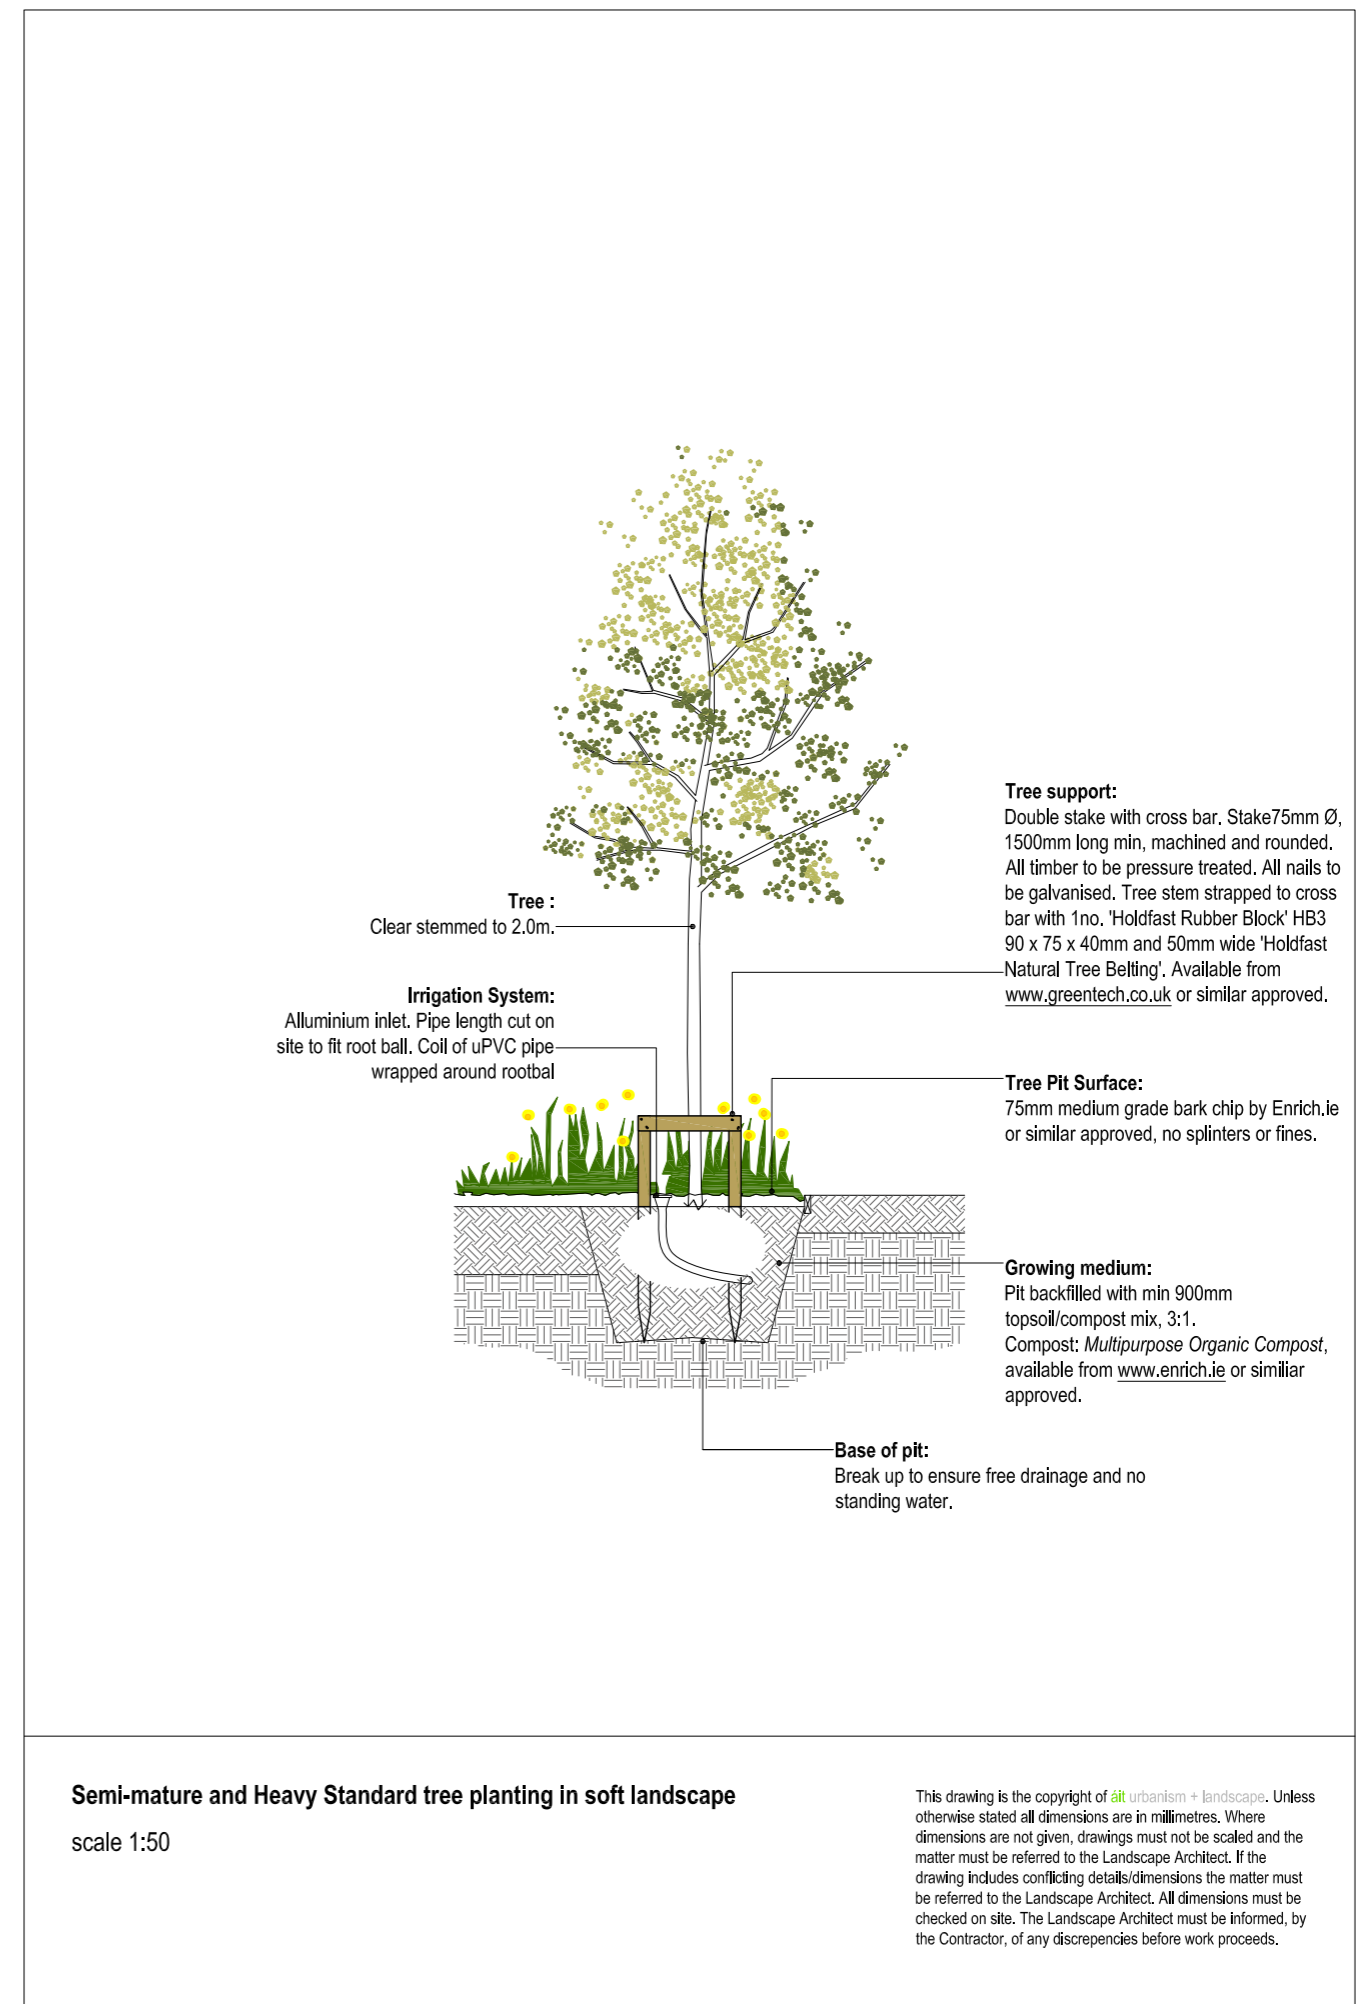 Tree support:
Double stake with cross bar. Stake75mm Ø,
1500mm long min, machined and rounded.
All timber to be pressure treated. All nails to
be galvanised. Tree stem strapped to cross
bar with 1no. 'Holdfast Rubber Block' HB3
90 x 75 x 40mm and 50mm wide 'Holdfast
Natural Tree Belting'. Available from
www.greentech.co.uk or similar approved.
Tree :
Clear stemmed to 2.0m.
Irrigation System:
Alluminium inlet. Pipe length cut on
site to fit root ball. Coil of uPVC pipe
wrapped around rootbal
Tree Pit Surface:
75mm medium grade bark chip by Enrich.ie
or similar approved, no splinters or fines.
Growing medium:
Pit backfilled with min 900mm
topsoil/compost mix, 3:1.
Compost: Multipurpose Organic Compost,
available from www.enrich.ie or similiar
approved.
Base of pit:
Break up to ensure free drainage and no
standing water.
Semi-mature and Heavy Standard tree planting in soft landscape
scale 1:50
This drawing is the copyright of áit urbanism + landscape. Unless
otherwise stated all dimensions are in millimetres. Where
dimensions are not given, drawings must not be scaled and the
matter must be referred to the Landscape Architect. If the
drawing includes conflicting details/dimensions the matter must
be referred to the Landscape Architect. All dimensions must be
checked on site. The Landscape Architect must be informed, by
the Contractor, of any discrepencies before work proceeds.